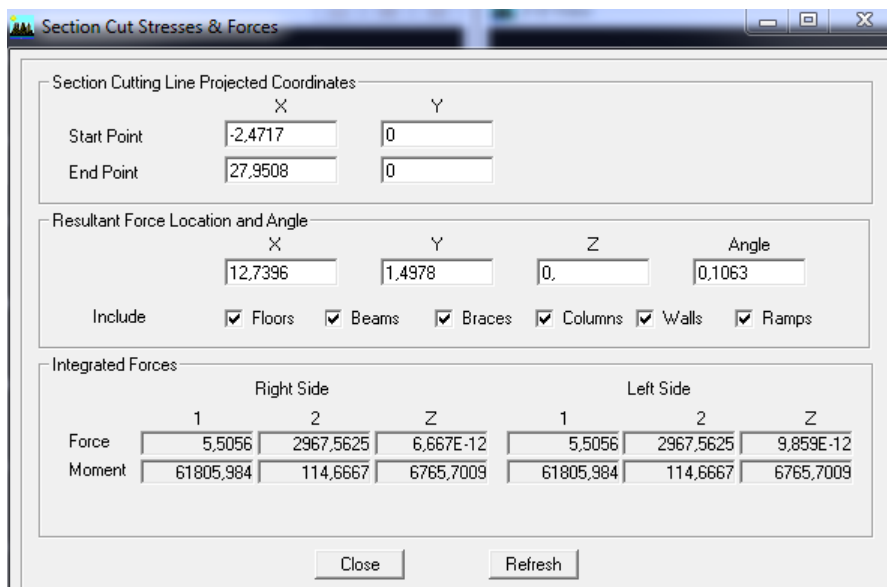 Section Cut Stresses & Forces
Section Cutting Line Projected Coordinates
X Y
Start Point -2,4717 0
End Point 27,9508 0
Resultant Force Location and Angle
X Y Z Angle
12,7396 1,4978 0, 0,1063
Include Floors Beams Braces Columns Walls Ramps
Integrated Forces
Right Side Left Side
1 2 Z 1 2 Z
Force 5,5056 2967,5625 6,667E-12 5,5056 2967,5625 9,859E-12
Moment 61805,984 114,6667 6765,7009 61805,984 114,6667 6765,7009
Close Refresh